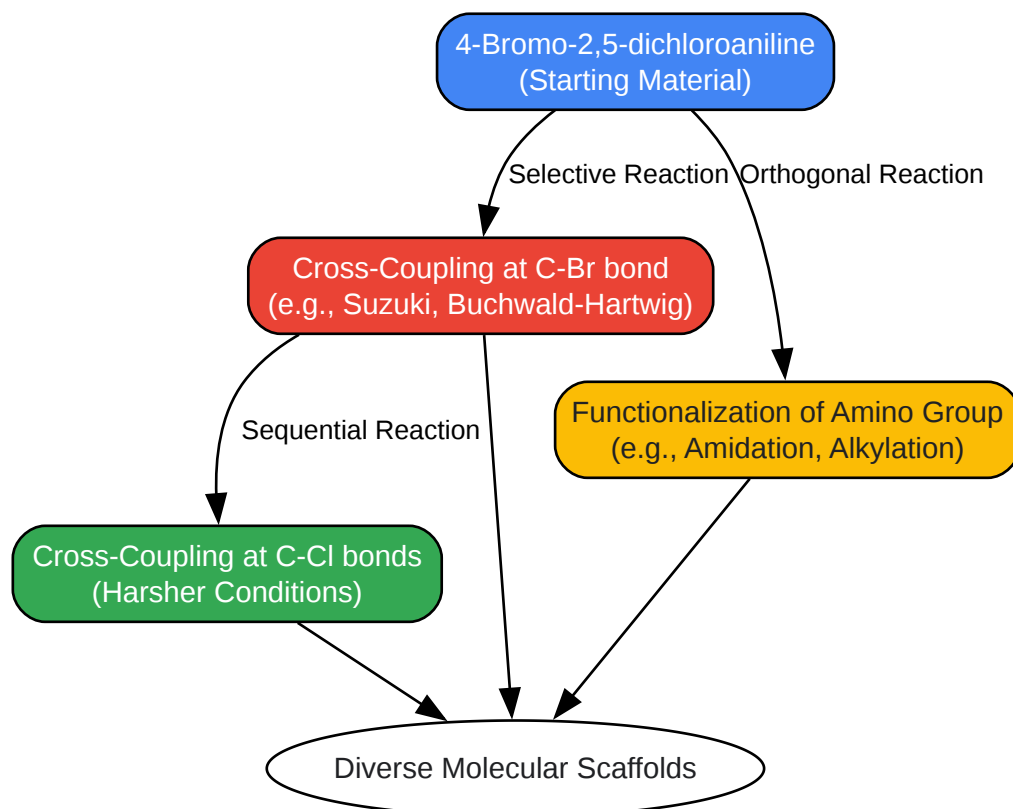 4-Bromo-2,5-dichloroaniline
(Starting Material)
Selective Reaction
Orthogonal Reaction
Cross-Coupling at C-Br bond
(e.g., Suzuki, Buchwald-Hartwig)
Functionalization of Amino Group
(e.g., Amidation, Alkylation)
Sequential Reaction
Cross-Coupling at C-Cl bonds
(Harsher Conditions)
Diverse Molecular Scaffolds